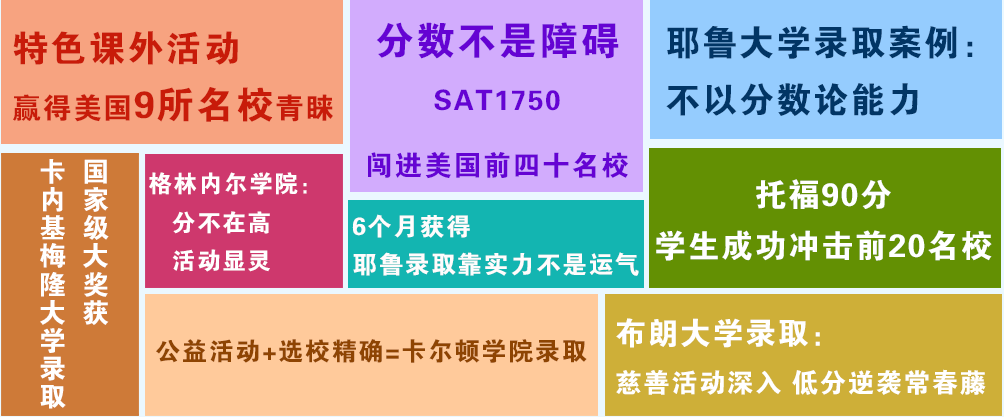 特色课外活动
赢得美国9所名校青睐
分数不是障碍
SAT1750
闯进美国前四十名校
耶鲁大学录取案例：
不以分数论能力
国家级大奖获
卡内基梅隆大学录取
格林内尔学院：
分不在高
活动显灵
6个月获得
耶鲁录取靠实力不是运气
托福90分
学生成功冲击前20名校
公益活动+选校精确=卡尔顿学院录取
布朗大学录取：
慈善活动深入 低分逆袭常春藤